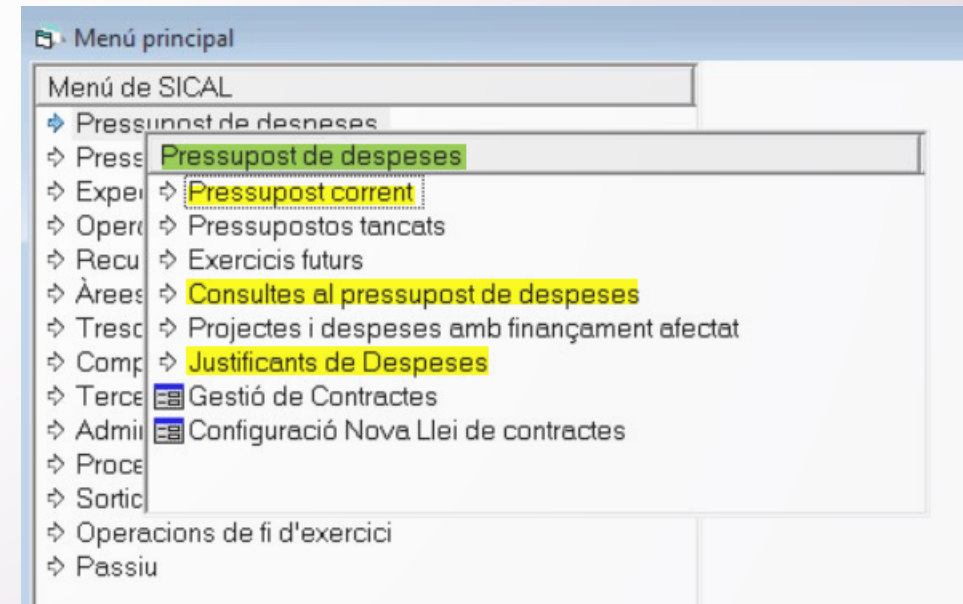 Menú principal
Menú de SICAL
Pressupost de despeses
Press
Pressupost de despeses
Pressupost corrent
Pressupostos tancats
Exercicis futurs
Consultes al pressupost de despeses
Projectes i despeses amb finançament afectat
Justificants de Despeses
Gestió de Contractes
Configuració Nova Llei de contractes
Operacions de fi d'exercici
Passiu